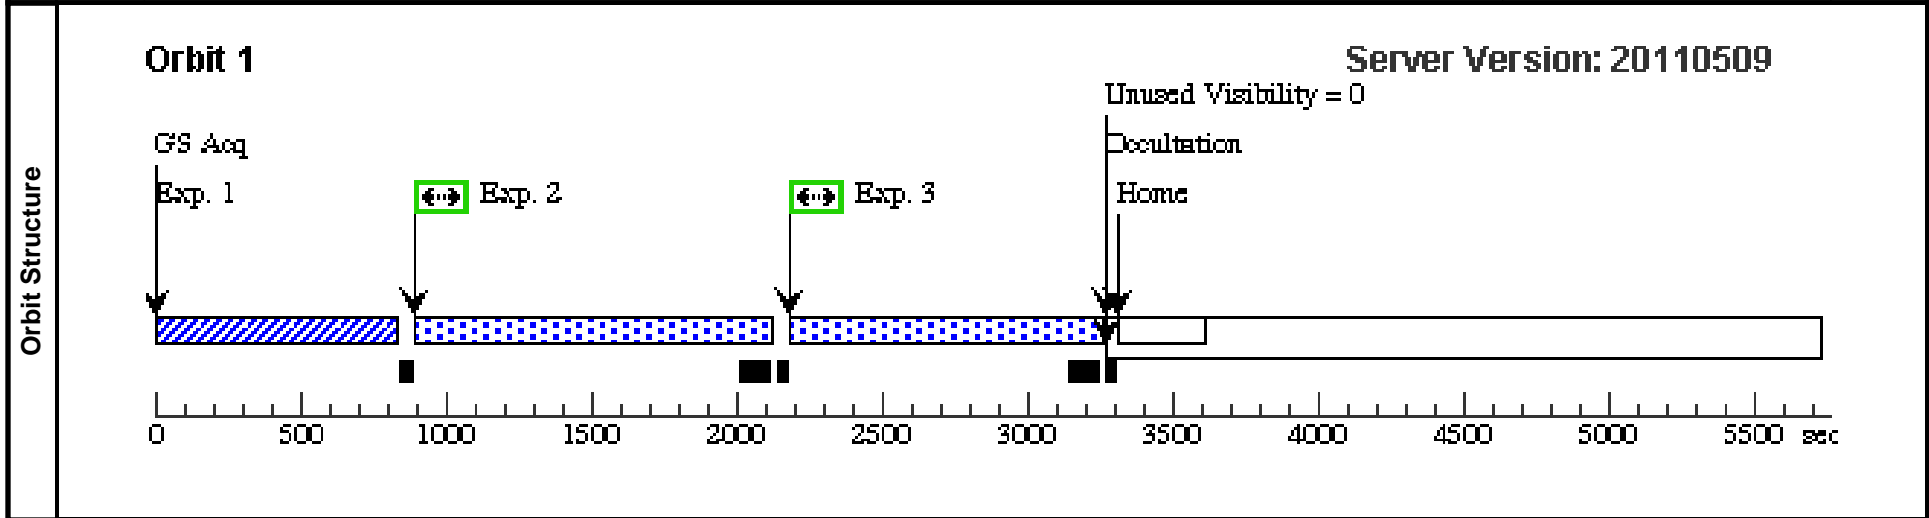 Orbit Structure
Orbit 1
Server Version: 20110509
Unused Visibility = 0
GS Acq
Occultation
Exp. 1
Exp. 2
Exp. 3
Home
0 500 1000 1500 2000 2500 3000 3500 4000 4500 5000 5500 sec